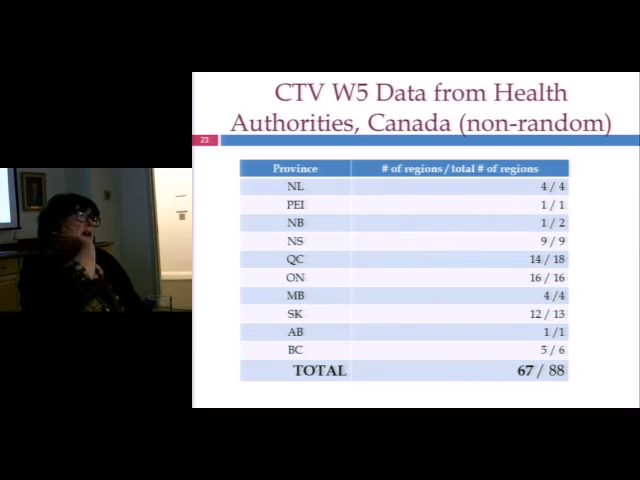 CTV W5 Data from Health
Authorities, Canada (non-random)
23
Province # of regions / total # of regions
NL 4 / 4
PEI 1 / 1
NB 1 / 2
NS 9 / 9
QC 14 / 18
ON 16 / 16
MB 4 /4
SK 12 / 13
AB 1 /1
BC 5 / 6
TOTAL 67 / 88